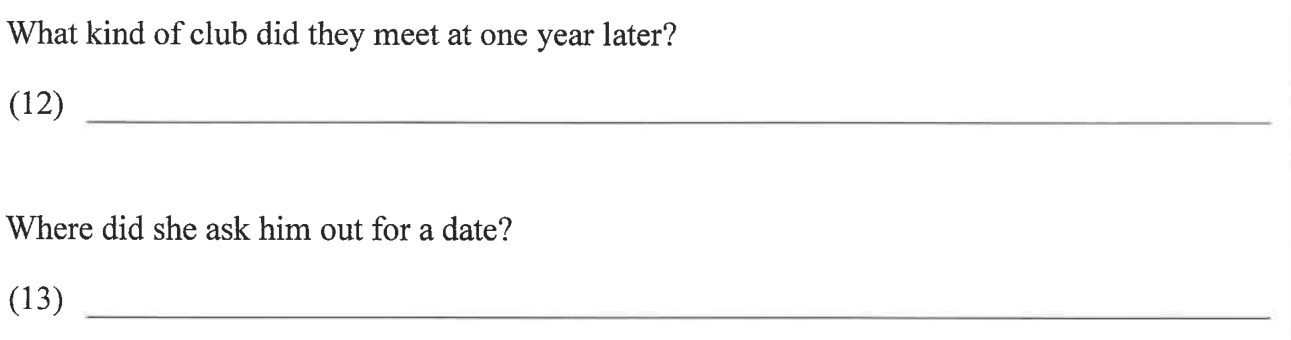 What kind of club did they meet at one year later?
(12)
Where did she ask him out for a date?
(13)